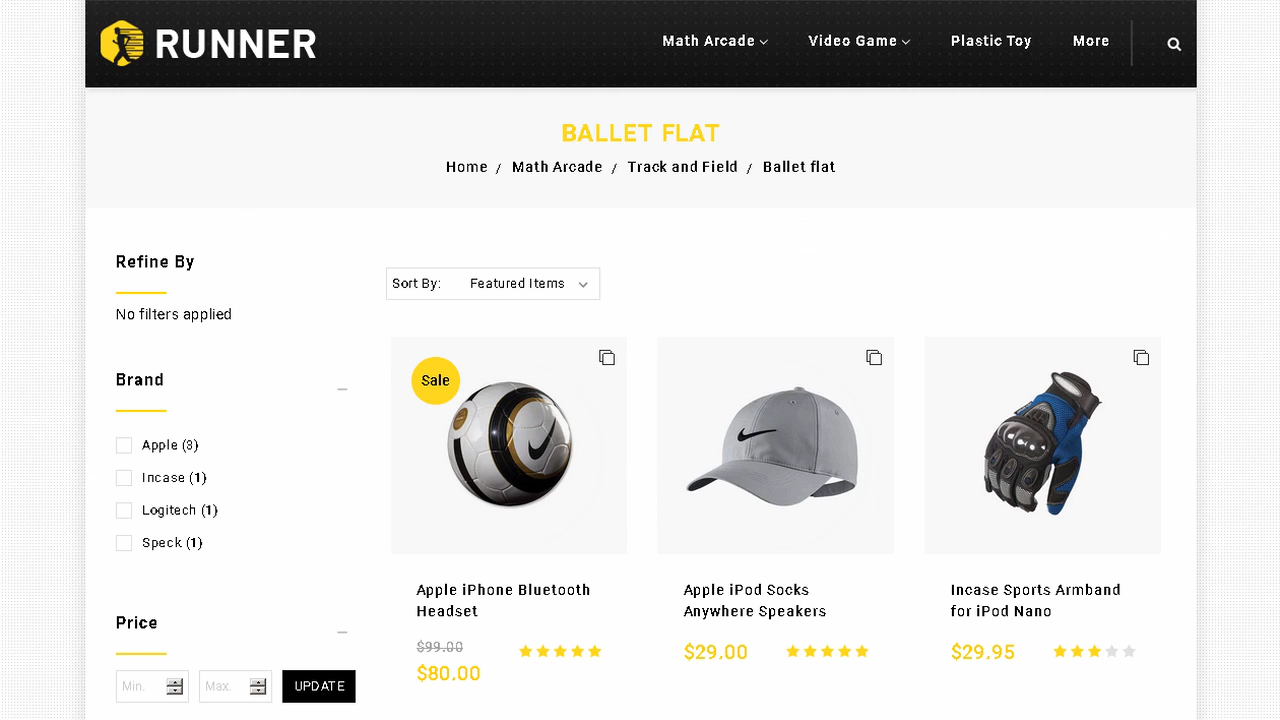 RUNNER
Math Arcade
Video Game
Plastic Toy
More
BALLET FLAT
Home / Math Arcade / Track and Field / Ballet flat
Refine By
No filters applied
Brand
Apple (3)
Incase (1)
Logitech (1)
Speck (1)
Price
Min.
Max.
UPDATE
Sort By: Featured Items
Sale
Apple iPhone Bluetooth
Headset
$99.00
$80.00
Apple iPod Socks
Anywhere Speakers
$29.00
Incase Sports Armband
for iPod Nano
$29.95